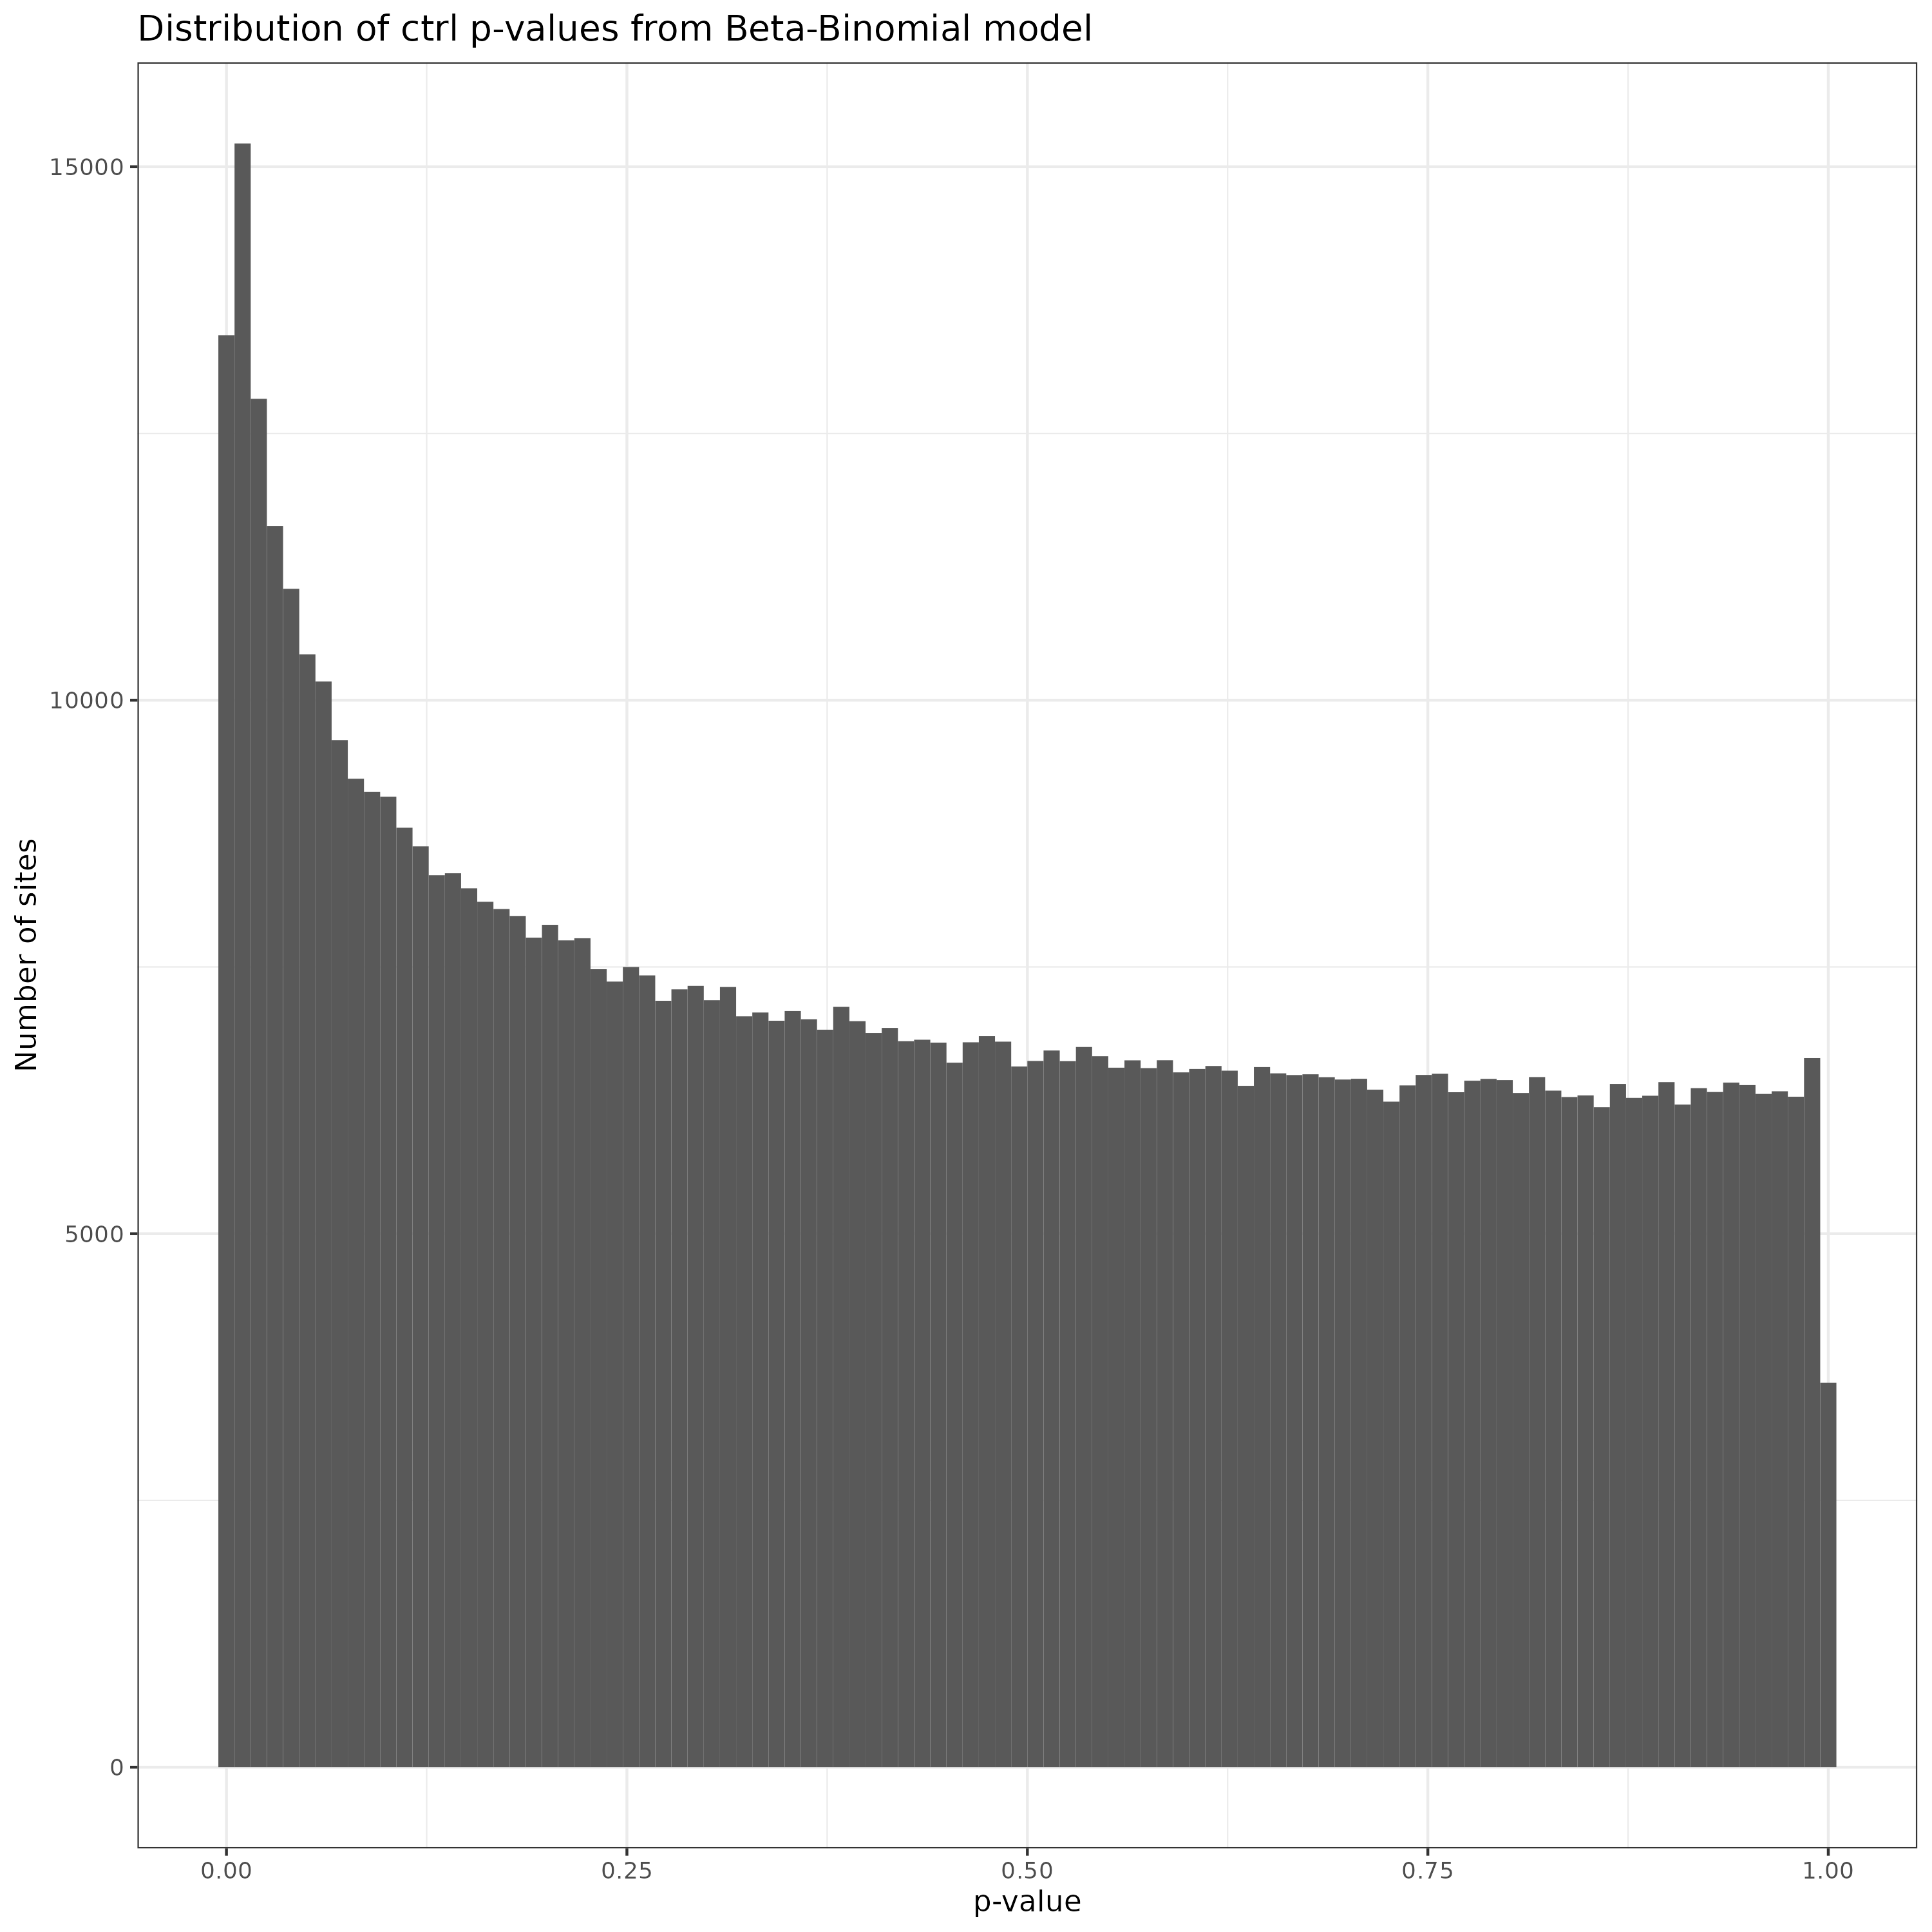 Distribution of ctrl p-values from Beta-Binomial model
Number of sites
15000
10000
5000
0
0.00 0.25 0.50 0.75 1.00
p-value